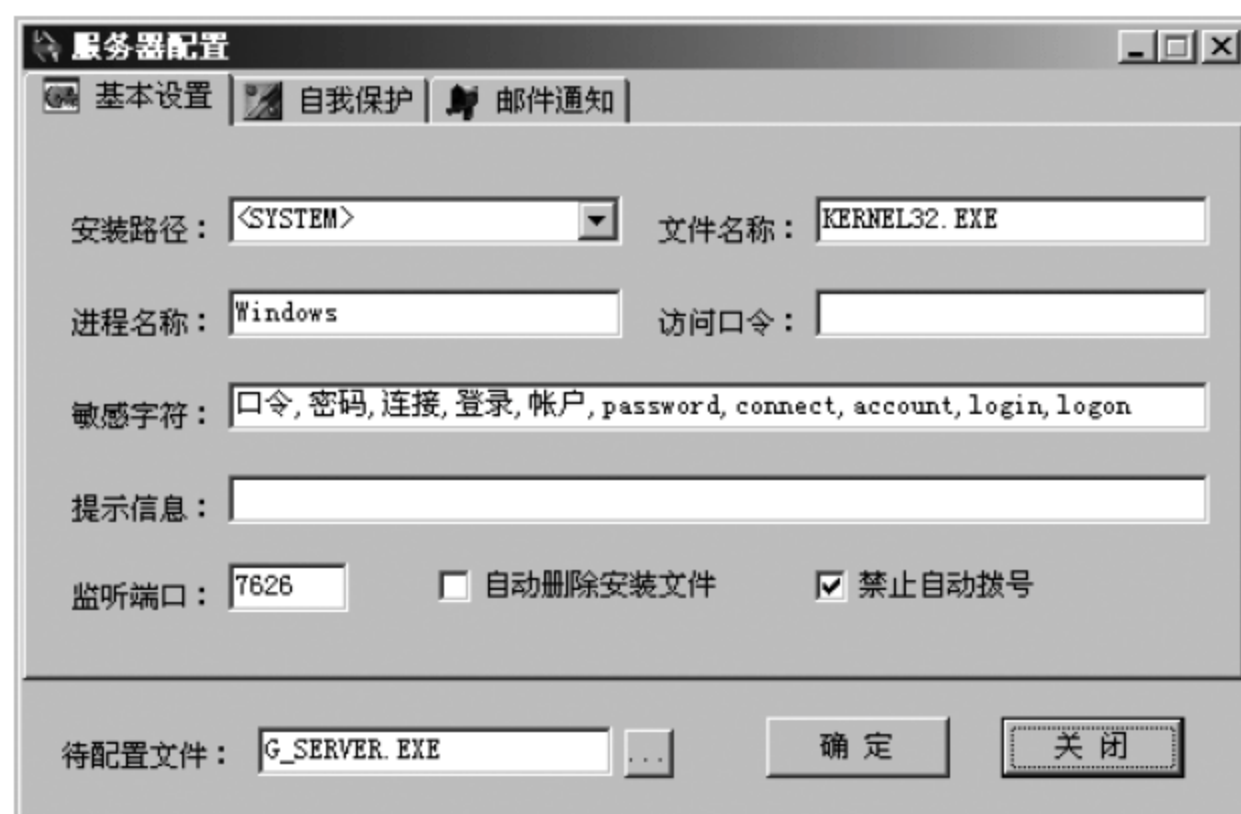 服务器配置
基本设置 自我保护 邮件通知
安装路径： <SYSTEM> 文件名称： KERNEL32.EXE
进程名称： Windows 访问口令：
敏感字符： 口令,密码,连接,登录,帐户,password,connect,account,login,logon
提示信息：
监听端口： 7626 自动删除安装文件 禁止自动拨号
待配置文件： G_SERVER.EXE ... 确定 关闭